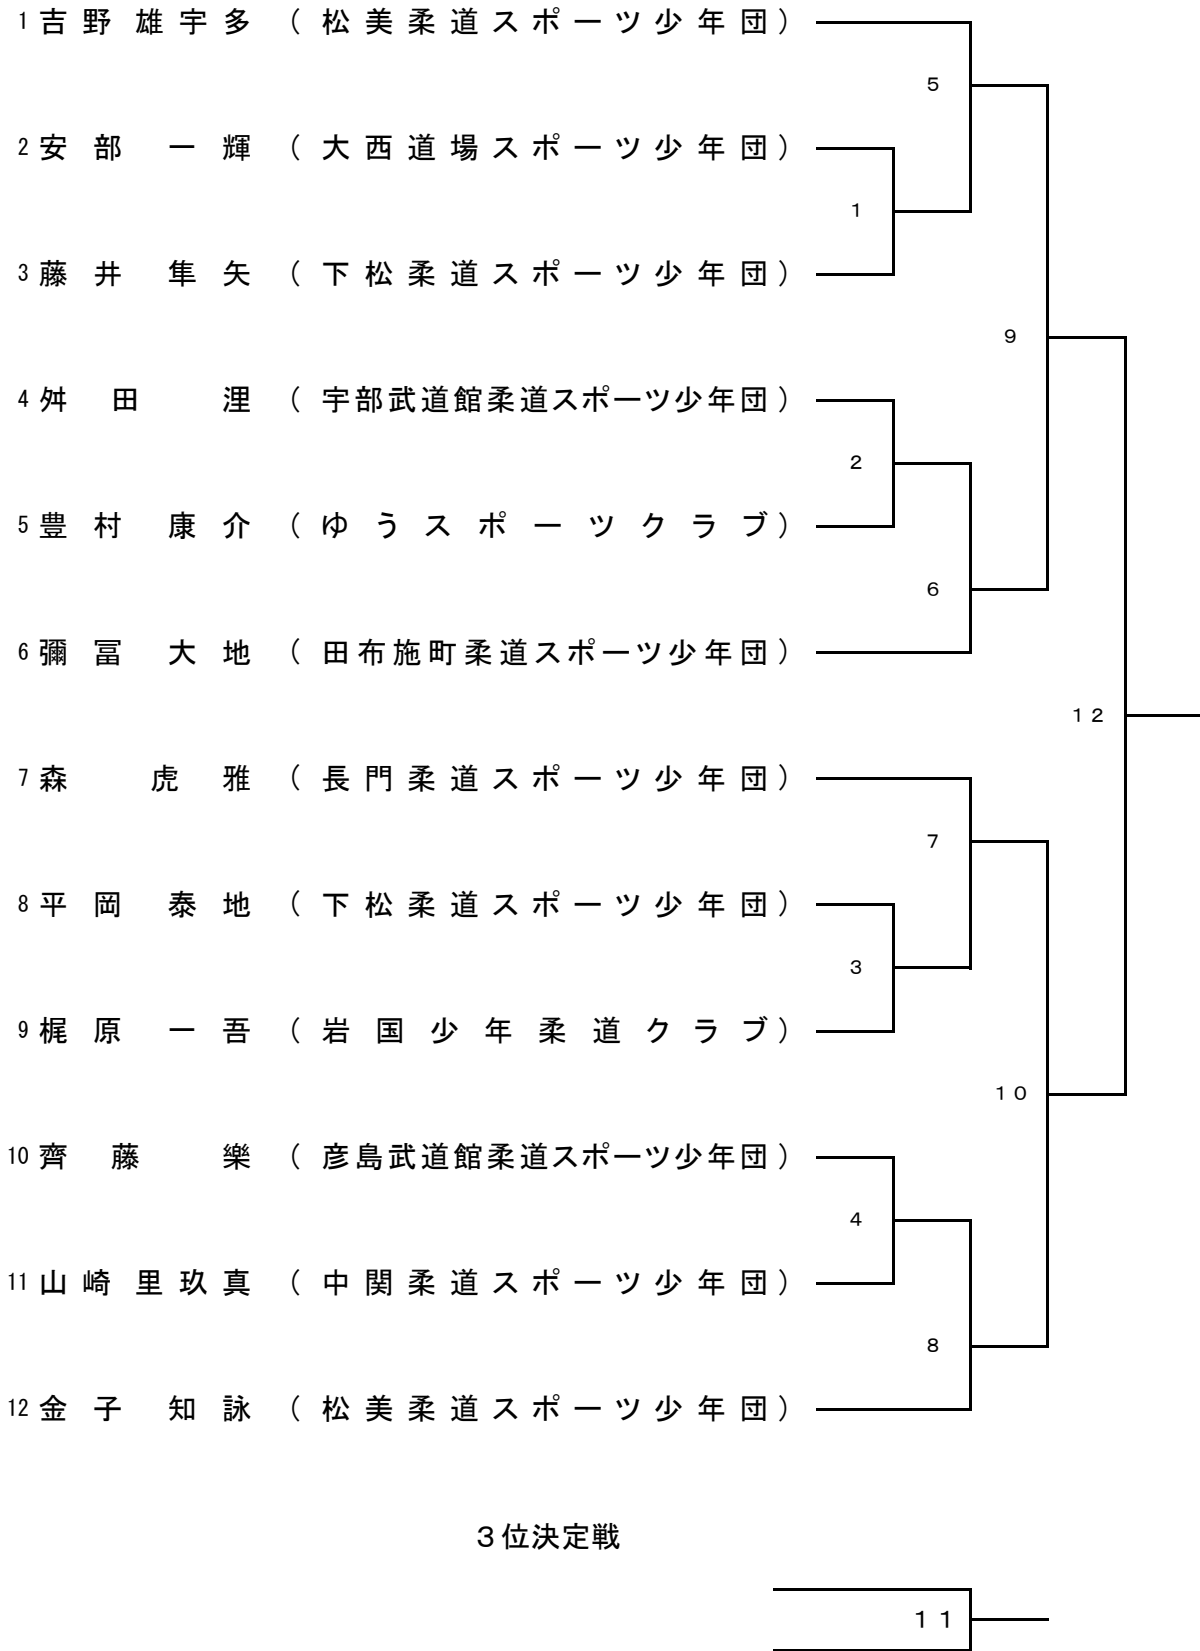 1 吉野雄宇多 (松美柔道スポーツ少年団)
5
2 安部 一輝 (大西道場スポーツ少年団)
1
3 藤井 隼矢 (下松柔道スポーツ少年団)
9
4 舛田 浬 (宇部武道館柔道スポーツ少年団)
2
5 豊村 康介 (ゆうスポーツクラブ)
6
6 彌冨 大地 (田布施町柔道スポーツ少年団)
12
7 森 虎雅 (長門柔道スポーツ少年団)
7
8 平岡 泰地 (下松柔道スポーツ少年団)
3
9 梶原 一吾 (岩国少年柔道クラブ)
10
10 齊藤 樂 (彦島武道館柔道スポーツ少年団)
4
11 山崎里玖真 (中関柔道スポーツ少年団)
8
12 金子 知詠 (松美柔道スポーツ少年団)
3位決定戦
11